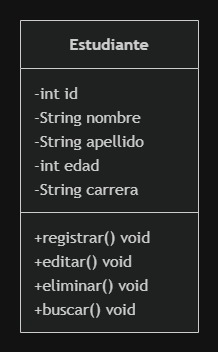 Estudiante
-int id
-String nombre
-String apellido
-int edad
-String carrera
+registrar() void
+editar() void
+eliminar() void
+buscar() void